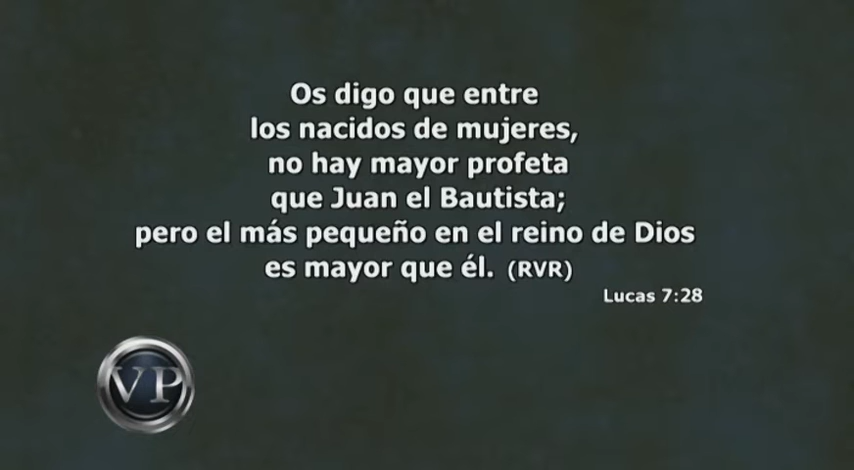 Os digo que entre
los nacidos de mujeres,
no hay mayor profeta
que Juan el Bautista;
pero el más pequeño en el reino de Dios
es mayor que él. (RVR)
Lucas 7:28
VP